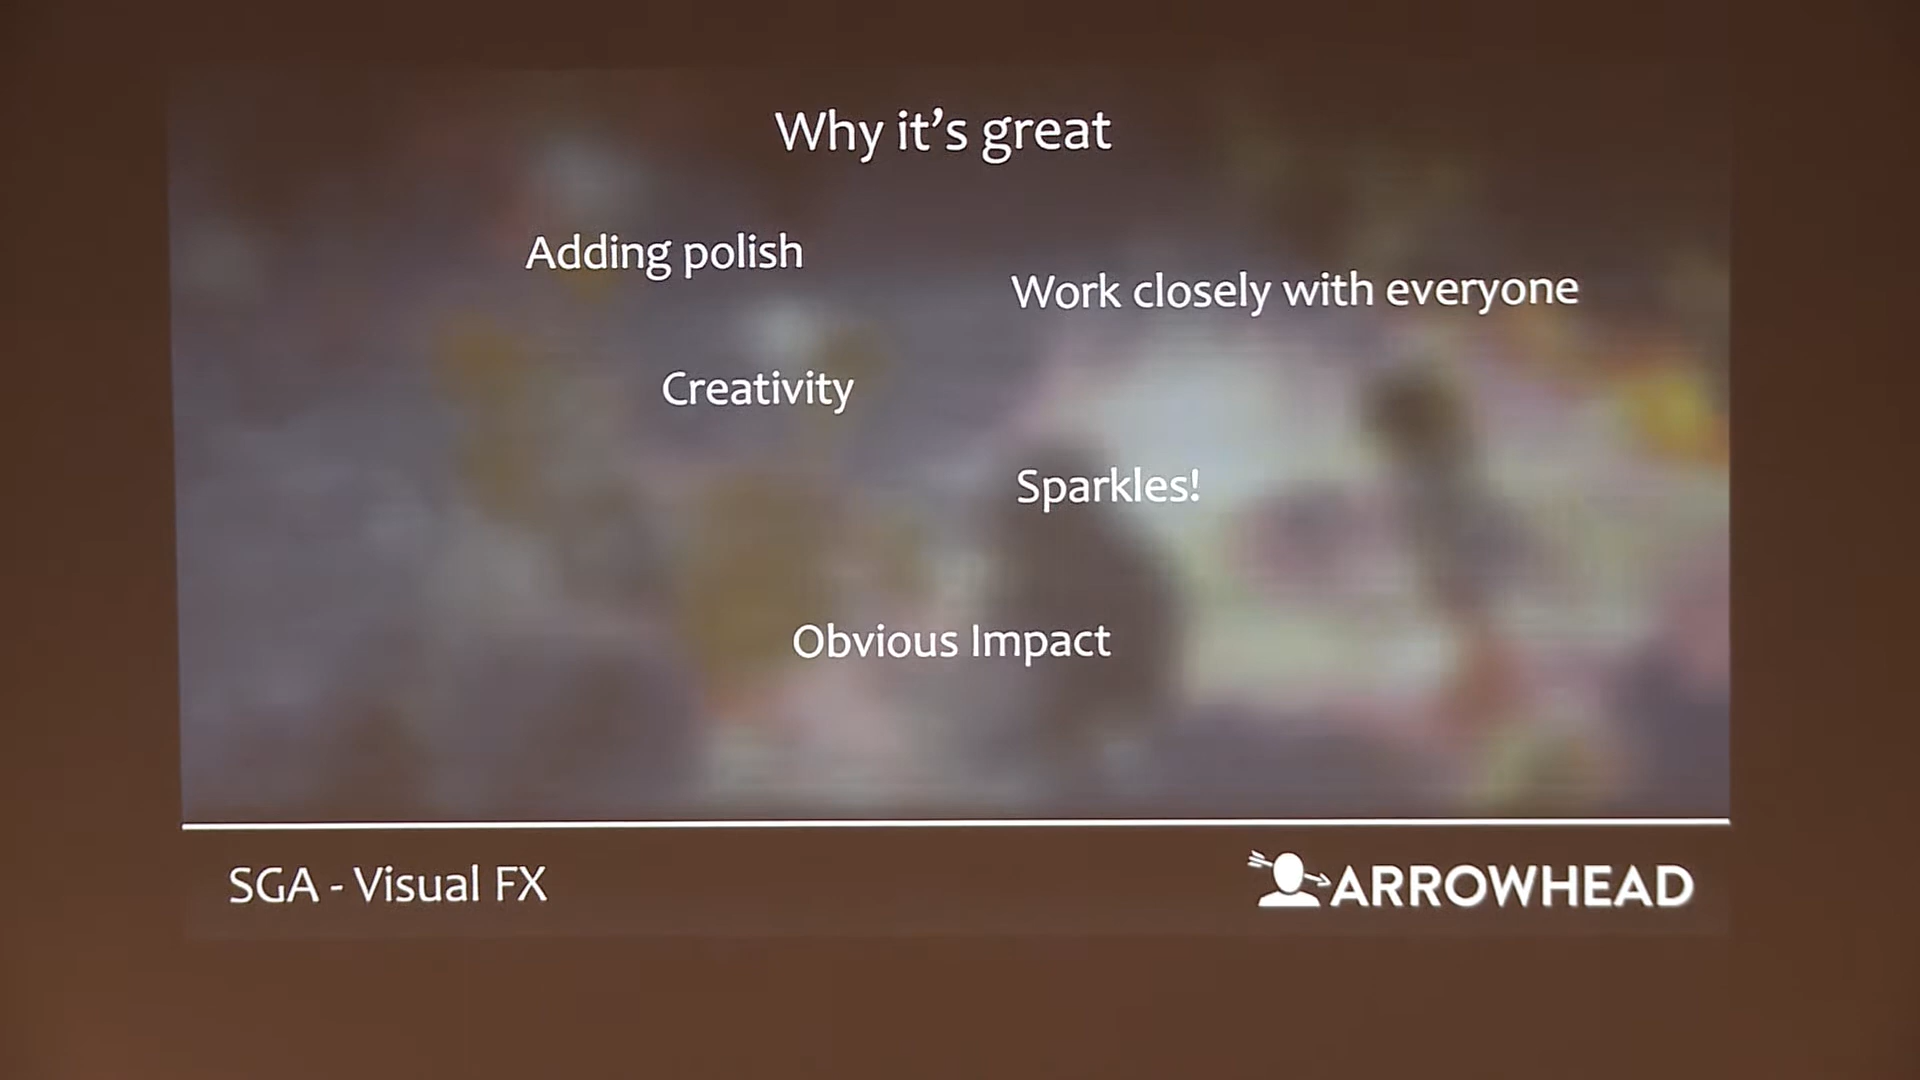 Why it's great
Adding polish
Work closely with everyone
Creativity
Sparkles!
Obvious Impact
SGA - Visual FX
ARROWHEAD